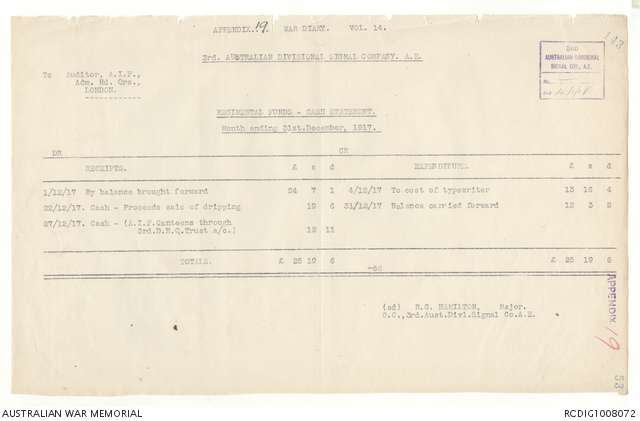 APPENDIX 19. WAR DIARY. VOL. 14.
3rd. AUSTRALIAN DIVISIONAL SIGNAL COMPANY. A.E.
3RD
AUSTRALIAN DIVISIONAL
SIGNAL COY., A.E.
No.
To Auditor, A.I.F.,
Adm. Hd. Qrs.,
LONDON.
REGIMENTAL FUNDS - CASH STATEMENT.
Month ending 31st.December, 1917.
DR CR
RECEIPTS. £ s d EXPENDITURE. £ s d
1/12/17 By balance brought forward 24 7 1 4/12/17 To cost of typewriter 13 16 4
22/12/17. Cash - Proceeds sale of dripping 19 6 31/12/17 Balance carried forward 12 3 2
27/12/17. Cash - (A.I.F.Canteens through
3rd.D.H.Q.Trust a/c.) 12 11
TOTALS. £ 25 19 6 £ 25 19 6
(sd) R.G. HAMILTON, Major.
O.C.,3rd.Aust.Divl.Signal Co.A.E.
APPENDIX 19
53
AUSTRALIAN WAR MEMORIAL
RCDIG1008072